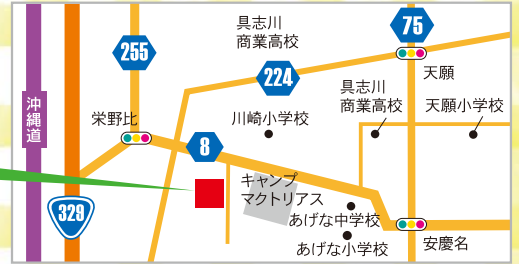 具志川
商業高校
75
255
天願
224
具志川
商業高校
天願小学校
沖縄道
栄野比
川崎小学校
8
キャンプ
マクトリアス
329
あげな中学校
安慶名
あげな小学校